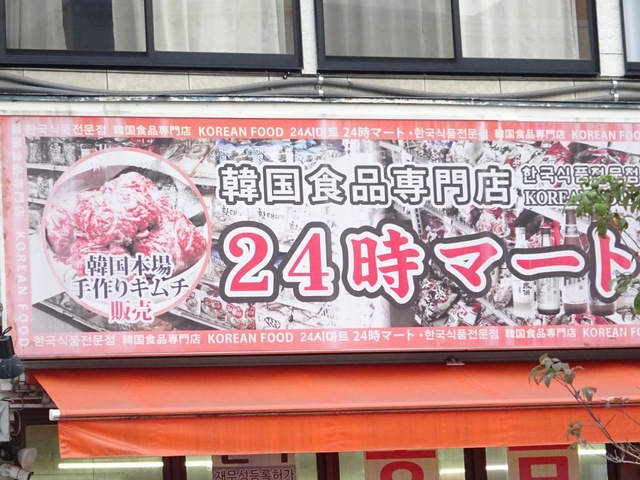 한국식품전문점 韓国食品専門店 KOREAN FOOD 24시마트 24時マート・한국식품전문점 韓国食品専門店 KOREAN FOOD
韓国食品専門店 한국식품전문점
24時マート
韓国本場
手作りキムチ
販売
KOREAN FOOD
한국식품전문점 韓国食品専門店 KOREAN FOOD 24시마트 24時マート・한국식품전문점 韓国食品専門店 KOREAN FOOD